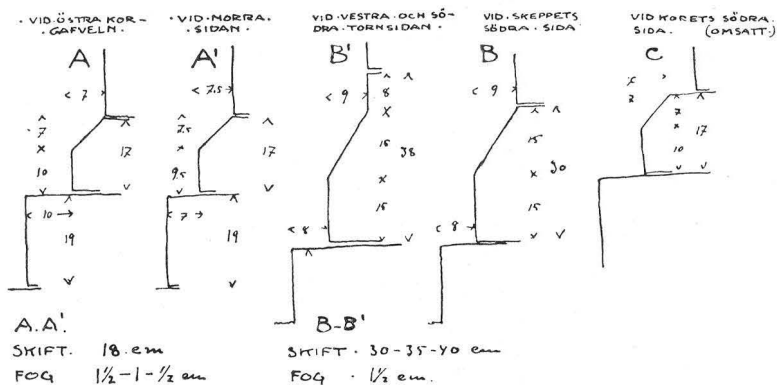 · VID · ÖSTRA KOR-
GAFVELN.
· VID · NORRA.
· SIDAN.
VID · VESTRA · OCH SÖ-
DRA · TORNSIDAN.
VID · SKEPPETS
SÖDRA · SIDA
VID KORETS SÖDRA.
SIDA. (OMSATT.)
A
A'
B'
B
C
< 7
7
10
17
10
19
< 7.5
7.5
9.5
17
7
19
< 9
8
15
38
15
< 8
< 9
15
30
15
< 8
7
7
10
17
A.A'.
SKIFT. 18 cm
FOG 1½-1-½ cm
B-B'
SKIFT · 30-35-40 cm
FOG · 1½ cm.